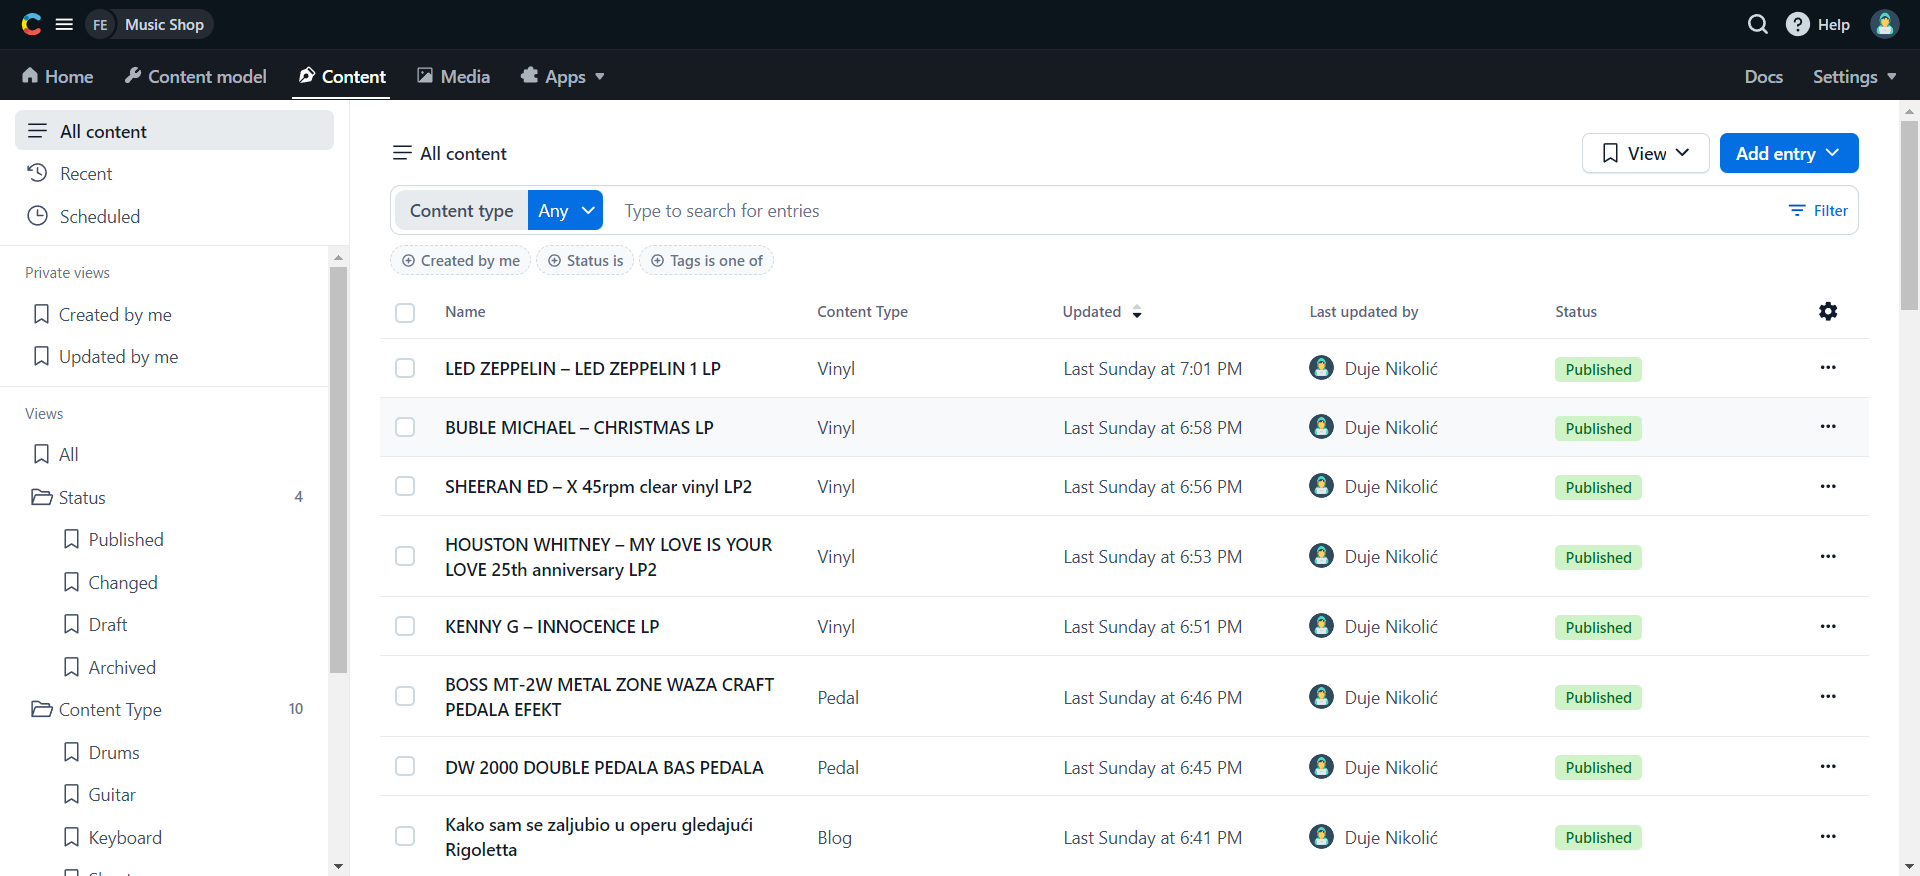 FE Music Shop Help
Home Content model Content Media Apps Docs Settings
All content
Recent
Scheduled
Private views
Created by me
Updated by me
Views
All
Status 4
Published
Changed
Draft
Archived
Content Type 10
Drums
Guitar
Keyboard
All content View Add entry
Content type Any Type to search for entries Filter
Created by me Status is Tags is one of
Name Content Type Updated Last updated by Status
LED ZEPPELIN – LED ZEPPELIN 1 LP Vinyl Last Sunday at 7:01 PM Duje Nikolić Published
BUBLE MICHAEL – CHRISTMAS LP Vinyl Last Sunday at 6:58 PM Duje Nikolić Published
SHEERAN ED – X 45rpm clear vinyl LP2 Vinyl Last Sunday at 6:56 PM Duje Nikolić Published
HOUSTON WHITNEY – MY LOVE IS YOUR
LOVE 25th anniversary LP2 Vinyl Last Sunday at 6:53 PM Duje Nikolić Published
KENNY G – INNOCENCE LP Vinyl Last Sunday at 6:51 PM Duje Nikolić Published
BOSS MT-2W METAL ZONE WAZA CRAFT
PEDALA EFEKT Pedal Last Sunday at 6:46 PM Duje Nikolić Published
DW 2000 DOUBLE PEDALA BAS PEDALA Pedal Last Sunday at 6:45 PM Duje Nikolić Published
Kako sam se zaljubio u operu gledajući
Rigoletta Blog Last Sunday at 6:41 PM Duje Nikolić Published